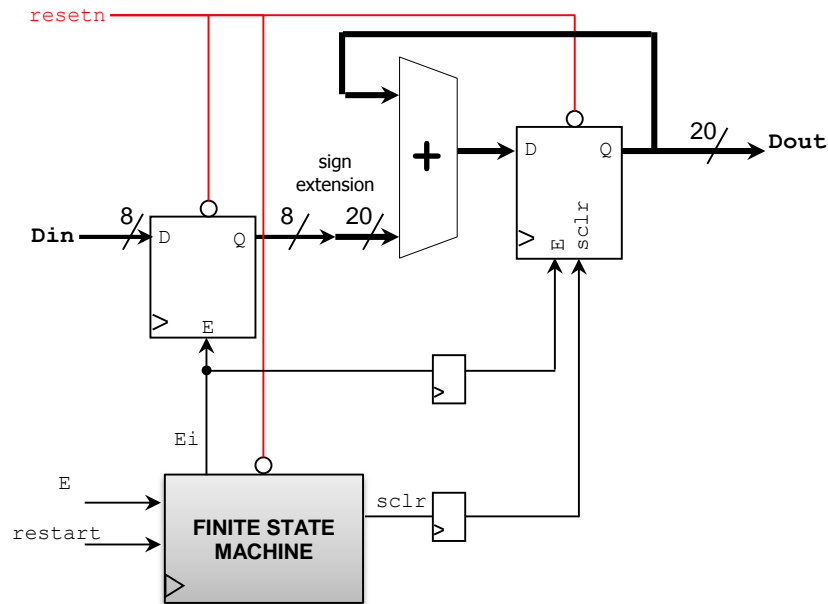 resetn
20
Dout
D
Q
+
sign
extension
E
sclr
8
8
20
Din
D
Q
E
Ei
E
sclr
restart
FINITE STATE
MACHINE